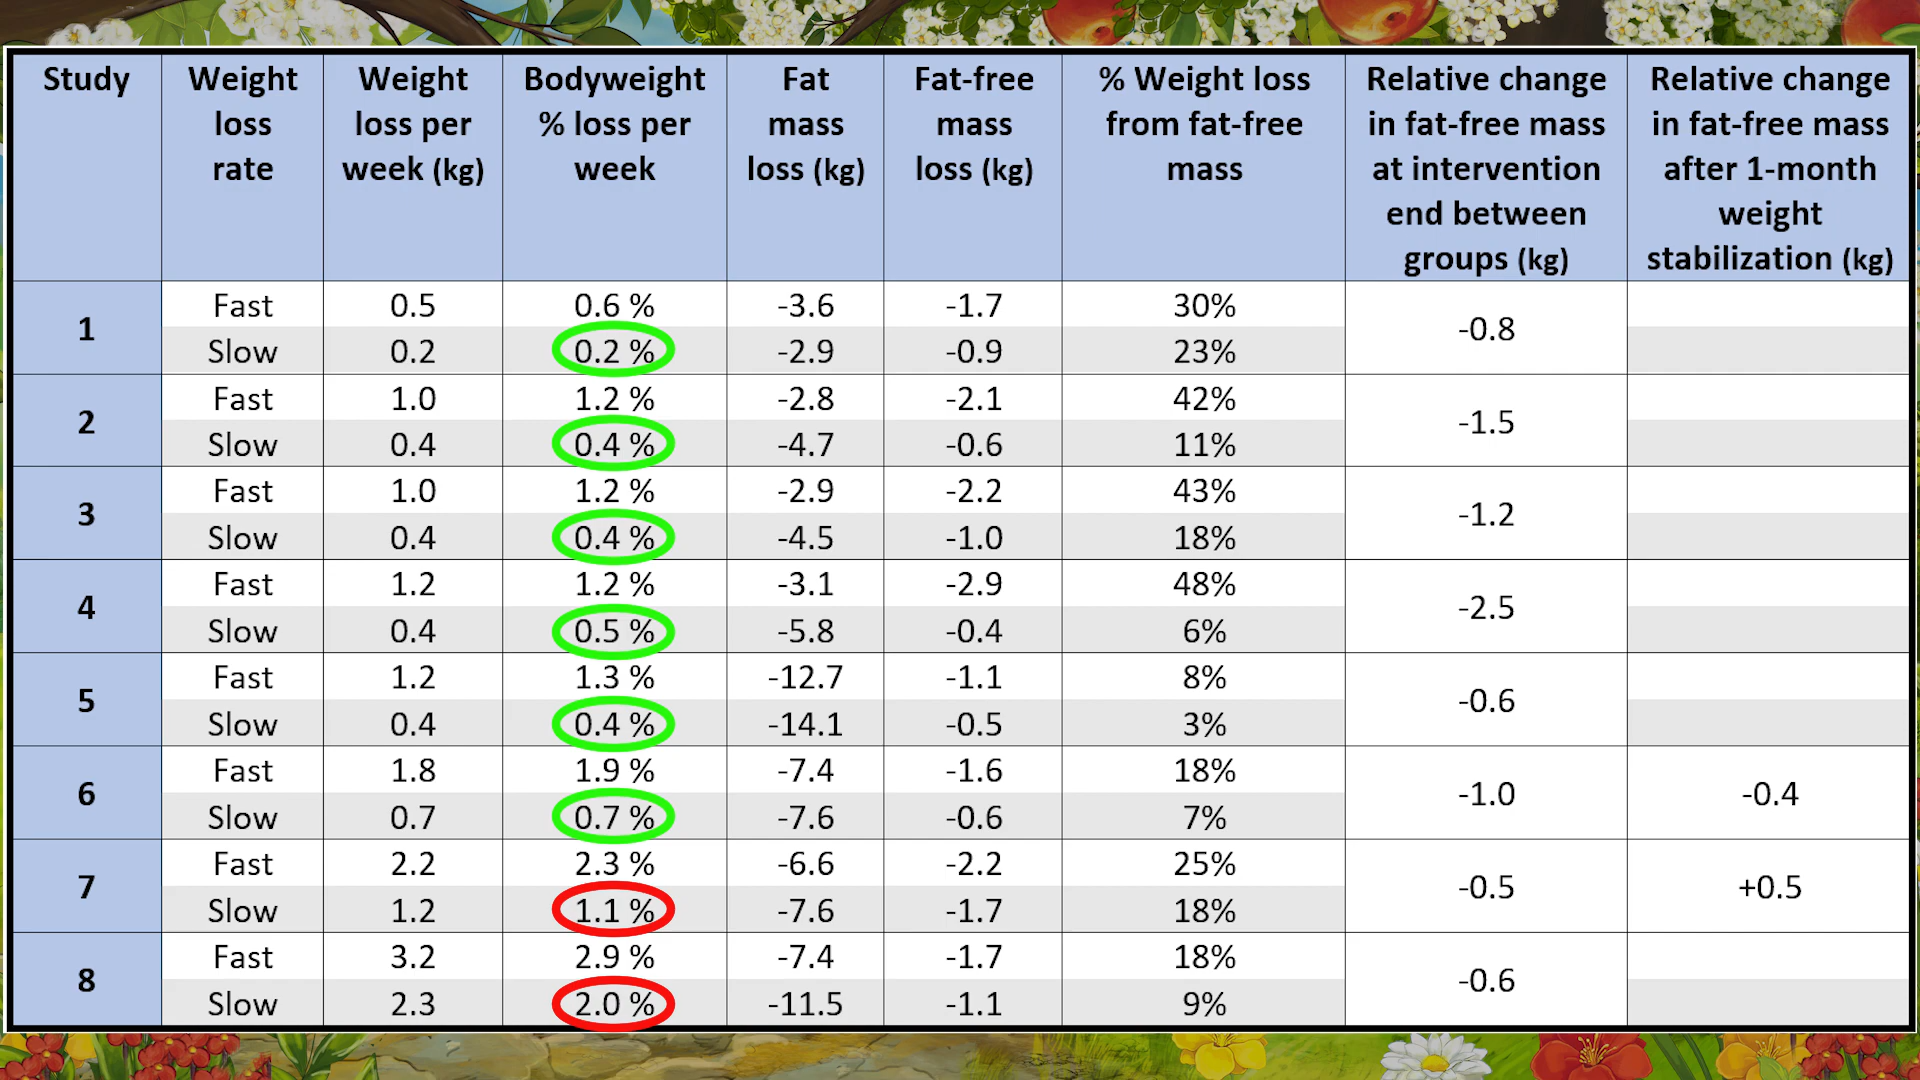 Study Weight loss rate Weight loss per week (kg) Bodyweight % loss per week Fat mass loss (kg) Fat-free mass loss (kg) % Weight loss from fat-free mass Relative change in fat-free mass at intervention end between groups (kg) Relative change in fat-free mass after 1-month weight stabilization (kg)
1 Fast 0.5 0.6 % -3.6 -1.7 30% -0.8
Slow 0.2 0.2 % -2.9 -0.9 23%
2 Fast 1.0 1.2 % -2.8 -2.1 42% -1.5
Slow 0.4 0.4 % -4.7 -0.6 11%
3 Fast 1.0 1.2 % -2.9 -2.2 43% -1.2
Slow 0.4 0.4 % -4.5 -1.0 18%
4 Fast 1.2 1.2 % -3.1 -2.9 48% -2.5
Slow 0.4 0.5 % -5.8 -0.4 6%
5 Fast 1.2 1.3 % -12.7 -1.1 8% -0.6
Slow 0.4 0.4 % -14.1 -0.5 3%
6 Fast 1.8 1.9 % -7.4 -1.6 18% -1.0 -0.4
Slow 0.7 0.7 % -7.6 -0.6 7%
7 Fast 2.2 2.3 % -6.6 -2.2 25% -0.5 +0.5
Slow 1.2 1.1 % -7.6 -1.7 18%
8 Fast 3.2 2.9 % -7.4 -1.7 18% -0.6
Slow 2.3 2.0 % -11.5 -1.1 9%